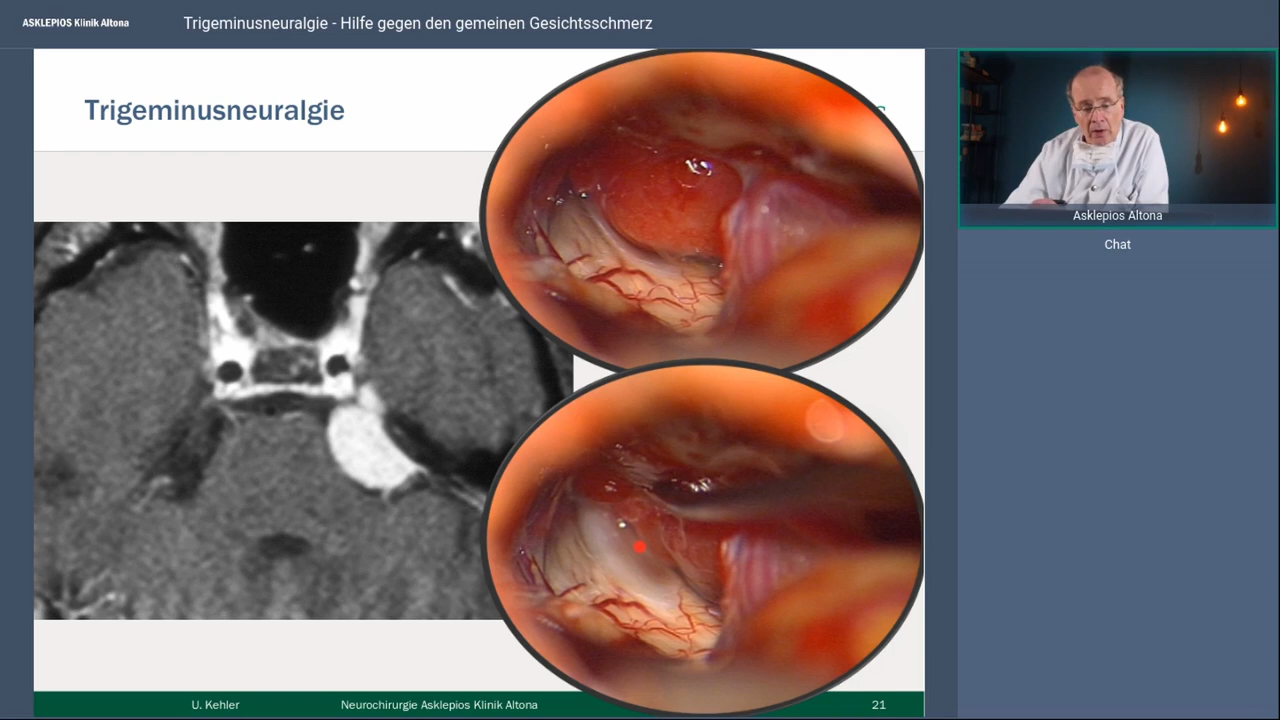 ASKLEPIOS Klinik Altona
Trigeminusneuralgie - Hilfe gegen den gemeinen Gesichtsschmerz
Trigeminusneuralgie
Asklepios Altona
Chat
U. Kehler
Neurochirurgie Asklepios Klinik Altona
21